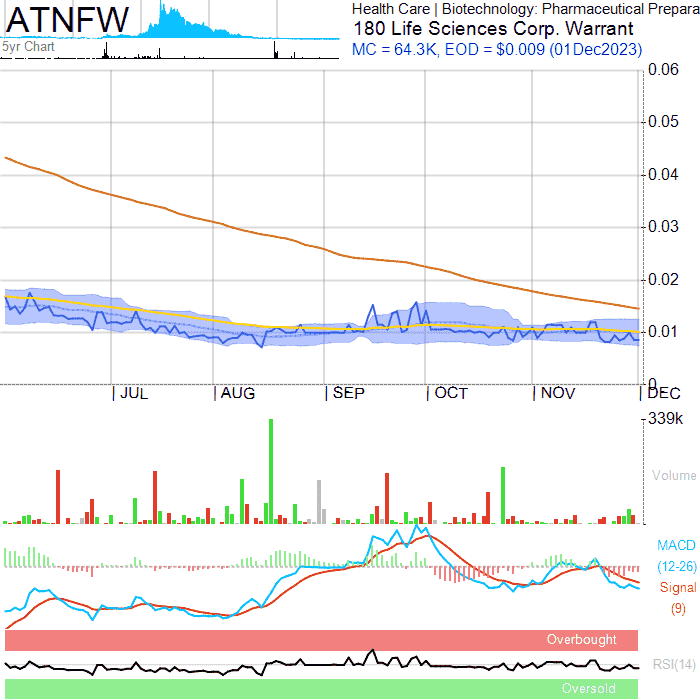 ATNFW
5yr Chart
Health Care | Biotechnology: Pharmaceutical Prepara
180 Life Sciences Corp. Warrant
MC = 64.3K, EOD = $0.009 (01Dec2023)
0.06
0.05
0.04
0.03
0.02
0.01
0
JUL AUG SEP OCT NOV DEC
339k
Volume
MACD
(12-26)
Signal
(9)
Overbought
RSI(14)
Oversold